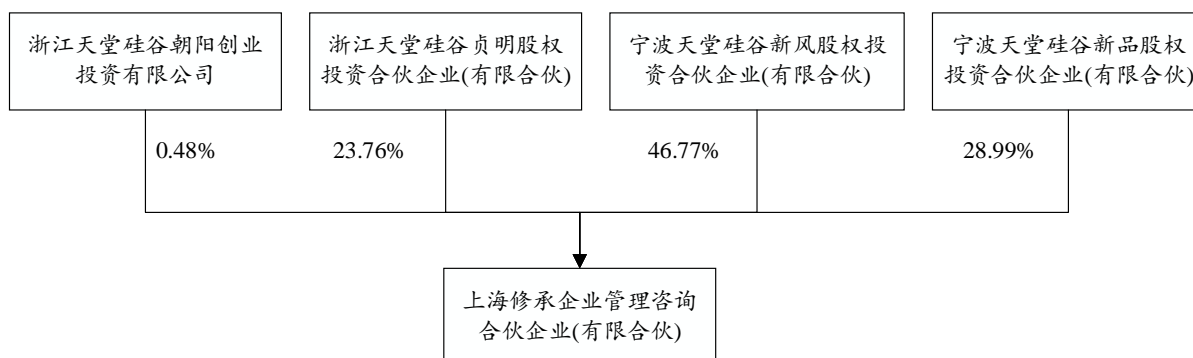 浙江天堂硅谷朝阳创业
投资有限公司
浙江天堂硅谷贞明股权
投资合伙企业(有限合伙)
宁波天堂硅谷新风股权投
资合伙企业(有限合伙)
宁波天堂硅谷新品股权
投资合伙企业(有限合伙)
0.48%
23.76%
46.77%
28.99%
上海修承企业管理咨询
合伙企业(有限合伙)